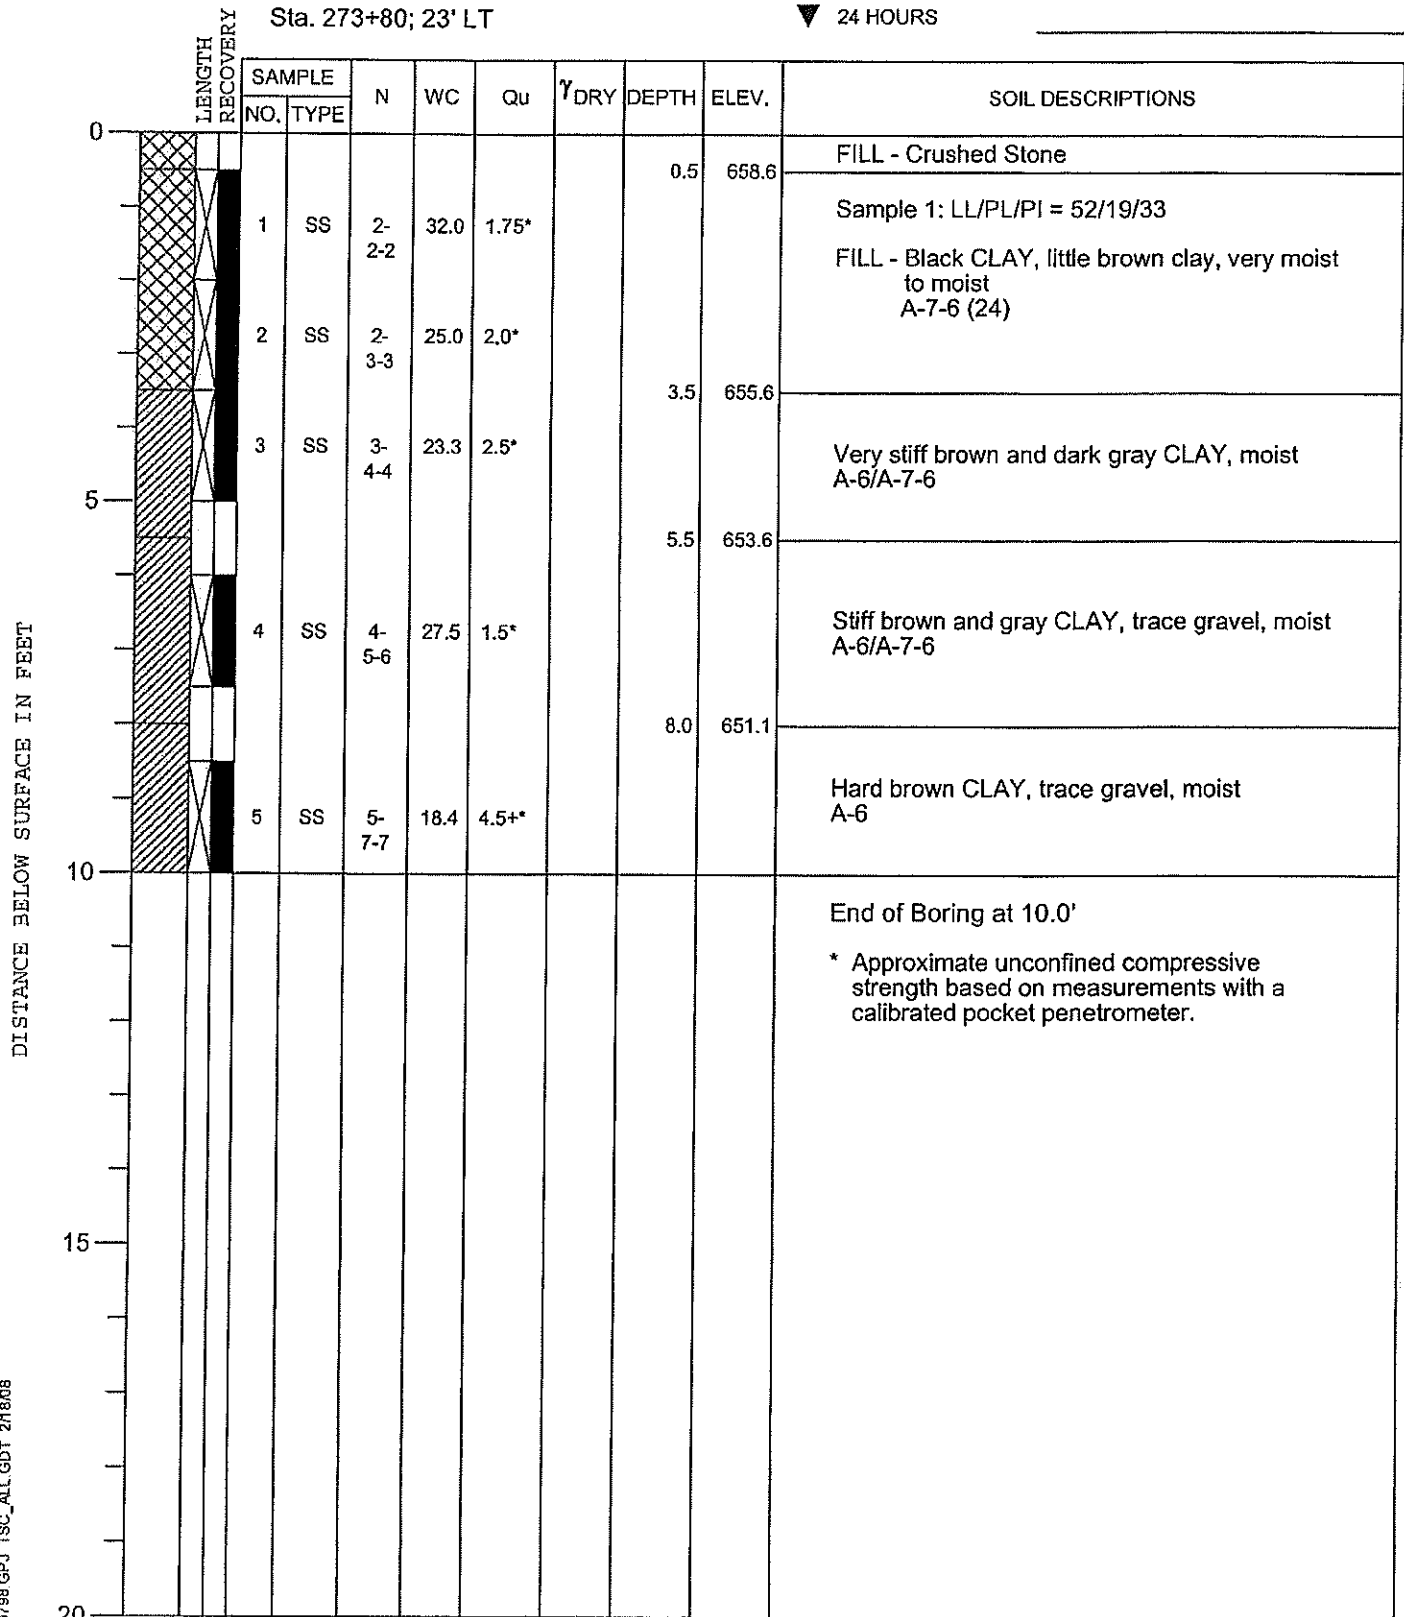 Sta. 273+80; 23' LT
▼ 24 HOURS
LENGTH
RECOVERY
SAMPLE
NO. TYPE N WC Qu γDRY DEPTH ELEV. SOIL DESCRIPTIONS
0
FILL - Crushed Stone
0.5 658.6
Sample 1: LL/PL/PI = 52/19/33
1 SS 2-
2-2 32.0 1.75*
FILL - Black CLAY, little brown clay, very moist
to moist
A-7-6 (24)
2 SS 2-
3-3 25.0 2.0*
3.5 655.6
3 SS 3-
4-4 23.3 2.5*
Very stiff brown and dark gray CLAY, moist
A-6/A-7-6
5
5.5 653.6
4 SS 4-
5-6 27.5 1.5*
Stiff brown and gray CLAY, trace gravel, moist
A-6/A-7-6
8.0 651.1
Hard brown CLAY, trace gravel, moist
A-6
5 SS 5-
7-7 18.4 4.5+*
10
End of Boring at 10.0'
* Approximate unconfined compressive
strength based on measurements with a
calibrated pocket penetrometer.
15
20
DISTANCE BELOW SURFACE IN FEET
.GPJ TSC_ALL.GDT 2/18/08